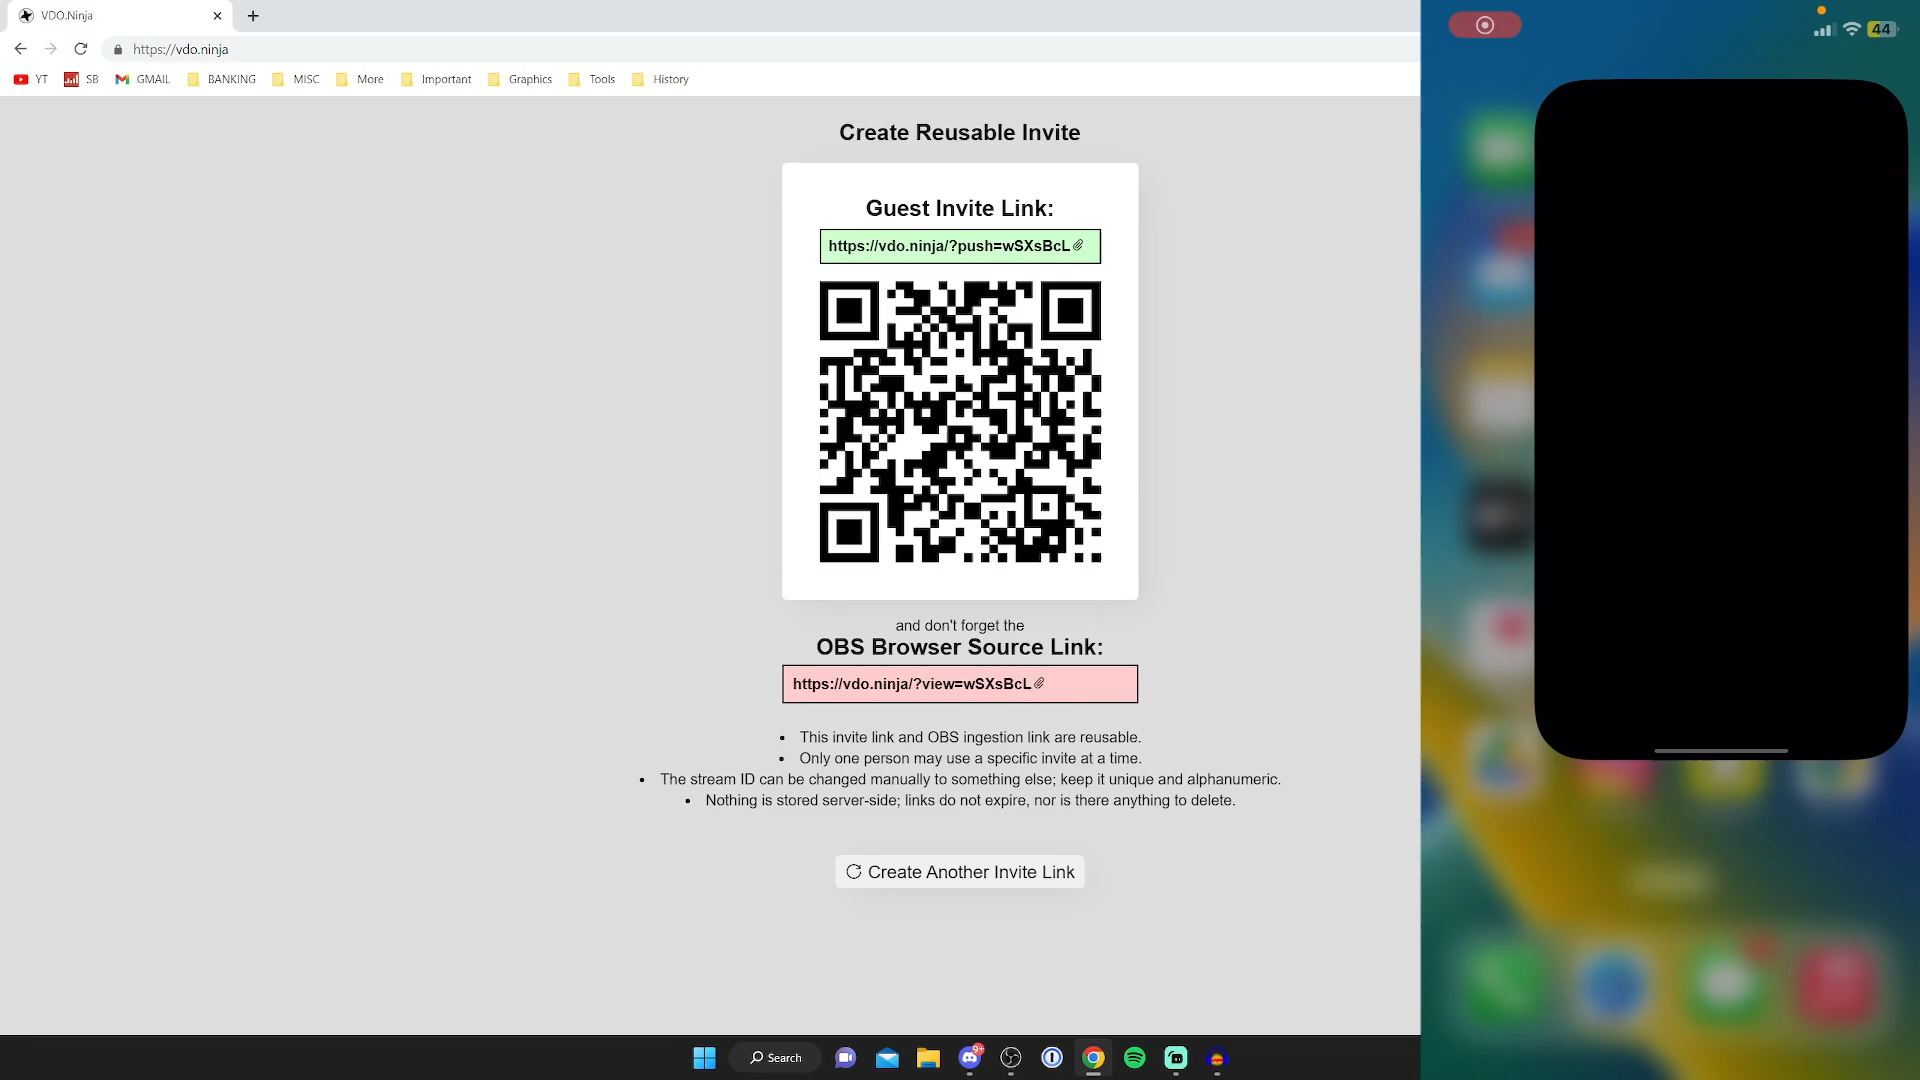 VDO.Ninja
https://vdo.ninja
YT
SB
GMAIL
BANKING
MISC
More
Important
Graphics
Tools
History
44
Create Reusable Invite
Guest Invite Link:
https://vdo.ninja/?push=wSXsBcL
and don't forget the
OBS Browser Source Link:
https://vdo.ninja/?view=wSXsBcL
This invite link and OBS ingestion link are reusable.
Only one person may use a specific invite at a time.
The stream ID can be changed manually to something else; keep it unique and alphanumeric.
Nothing is stored server-side; links do not expire, nor is there anything to delete.
Create Another Invite Link
Search
9+